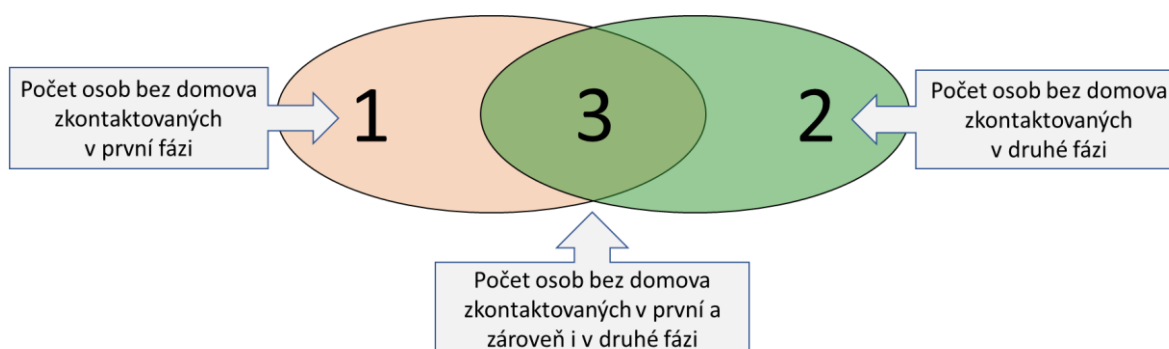 Počet osob bez domova
zkontaktovaných
v první fázi
1
3
2
Počet osob bez domova
zkontaktovaných
v druhé fázi
Počet osob bez domova
zkontaktovaných v první a
zároveň i v druhé fázi